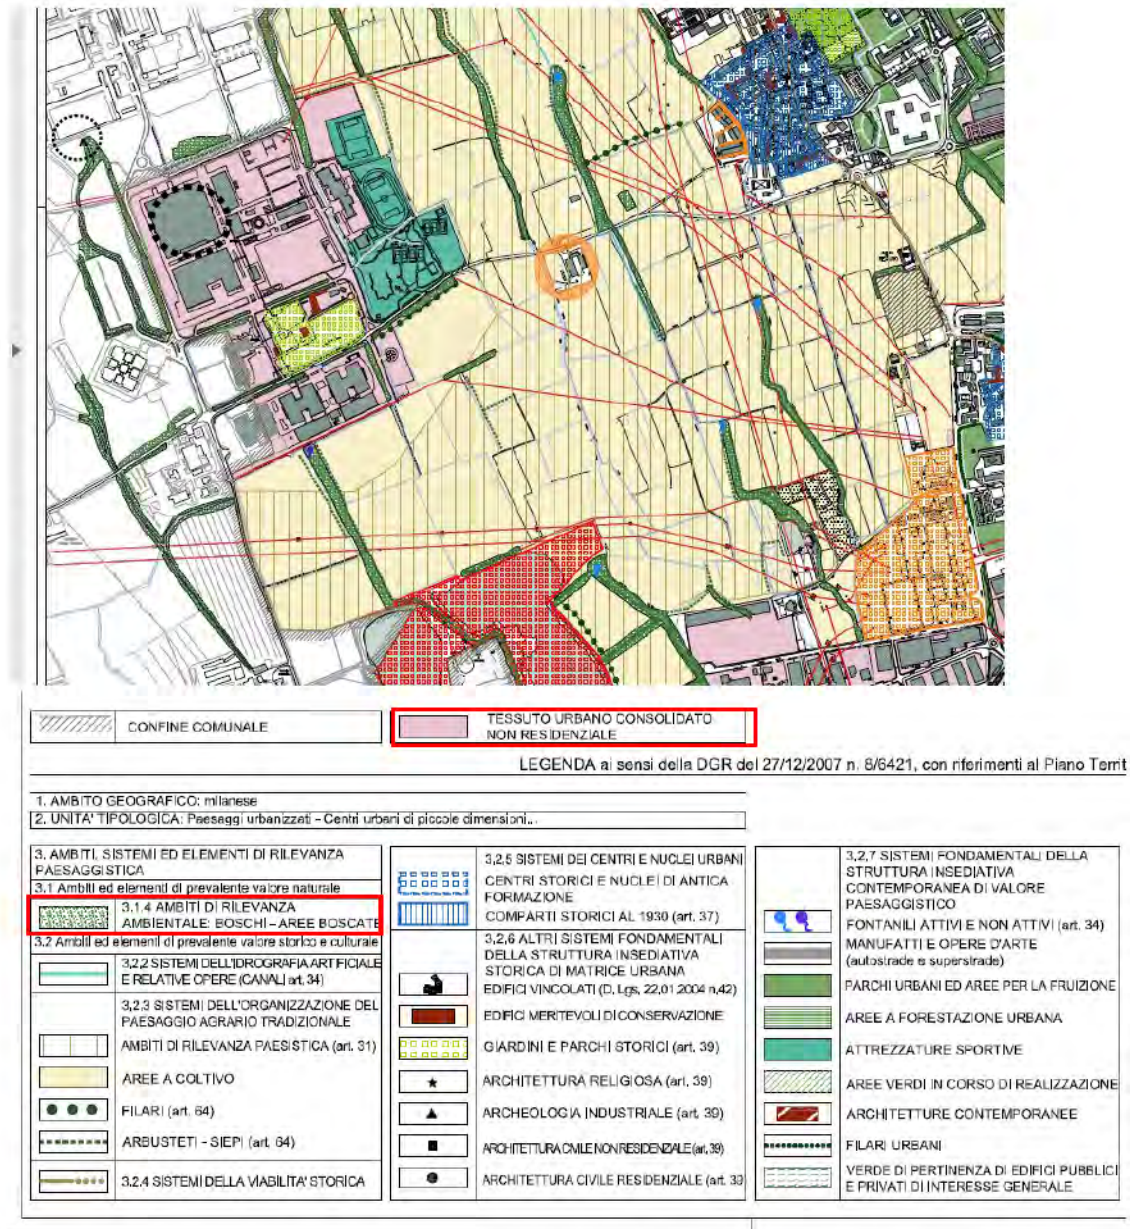 CONFINE COMUNALE
TESSUTO URBANO CONSOLIDATO
NON RESIDENZIALE
LEGENDA ai sensi della DGR del 27/12/2007 n. 8/6421, con riferimenti al Piano Territ
1. AMBITO GEOGRAFICO: milanese
2. UNITA' TIPOLOGICA: Paesaggi urbanizzati - Centri urbani di piccole dimensioni...
3. AMBITI, SISTEMI ED ELEMENTI DI RILEVANZA
PAESAGGISTICA
3.1 Ambiti ed elementi di prevalente valore naturale
3.1.4 AMBITI DI RILEVANZA
AMBIENTALE: BOSCHI - AREE BOSCATE
3.2 Ambiti ed elementi di prevalente valore storico e culturale
3.2.2 SISTEMI DELL'IDROGRAFIA ARTIFICIALE
E RELATIVE OPERE (CANALI art. 34)
3.2.3 SISTEMI DELL'ORGANIZZAZIONE DEL
PAESAGGIO AGRARIO TRADIZIONALE
AMBITI DI RILEVANZA PAESISTICA (art. 31)
AREE A COLTIVO
FILARI (art. 64)
ARBUSTETI - SIEPI (art. 64)
3.2.4 SISTEMI DELLA VIABILITA' STORICA
3.2.5 SISTEMI DEI CENTRI E NUCLEI URBANI
CENTRI STORICI E NUCLEI DI ANTICA
FORMAZIONE
COMPARTI STORICI AL 1930 (art. 37)
3.2.6 ALTRI SISTEMI FONDAMENTALI
DELLA STRUTTURA INSEDIATIVA
STORICA DI MATRICE URBANA
EDIFICI VINCOLATI (D. Lgs. 22.01.2004 n.42)
EDIFICI MERITEVOLI DI CONSERVAZIONE
GIARDINI E PARCHI STORICI (art. 39)
ARCHITETTURA RELIGIOSA (art. 39)
ARCHEOLOGIA INDUSTRIALE (art. 39)
ARCHITETTURA CIVILE NON RESIDENZIALE (art. 39)
ARCHITETTURA CIVILE RESIDENZIALE (art. 39
3.2.7 SISTEMI FONDAMENTALI DELLA
STRUTTURA INSEDIATIVA
CONTEMPORANEA DI VALORE
PAESAGGISTICO
FONTANILI ATTIVI E NON ATTIVI (art. 34)
MANUFATTI E OPERE D'ARTE
(autostrade e superstrade)
PARCHI URBANI ED AREE PER LA FRUIZIONE
AREE A FORESTAZIONE URBANA
ATTREZZATURE SPORTIVE
AREE VERDI IN CORSO DI REALIZZAZIONE
ARCHITETTURE CONTEMPORANEE
FILARI URBANI
VERDE DI PERTINENZA DI EDIFICI PUBBLICI
E PRIVATI DI INTERESSE GENERALE